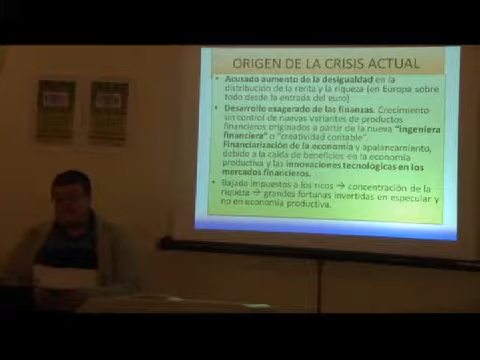 ORIGEN DE LA CRISIS ACTUAL
• Acusado aumento de la desigualdad en la
distribución de la renta y la riqueza (en Europa sobre
todo desde la entrada del euro)
• Desarrollo exagerado de las finanzas. Crecimiento
sin control de nuevas variantes de productos
financieros originados a partir de la nueva "ingeniera
financiera" o "creatividad contable".
Financiarización de la economía y apalancamiento,
debido a la caída de beneficios en la economía
productiva y las innovaciones tecnológicas en los
mercados financieros.
• Bajada impuestos a los ricos → concentración de la
riqueza → grandes fortunas invertidas en especular y
no en economía productiva.